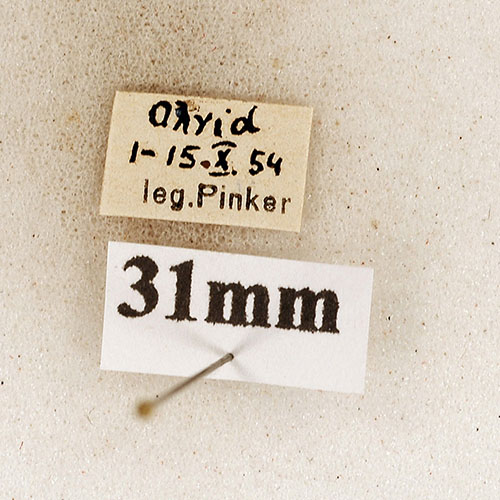 Ohrid
1-15.X.54
leg.Pinker
31mm